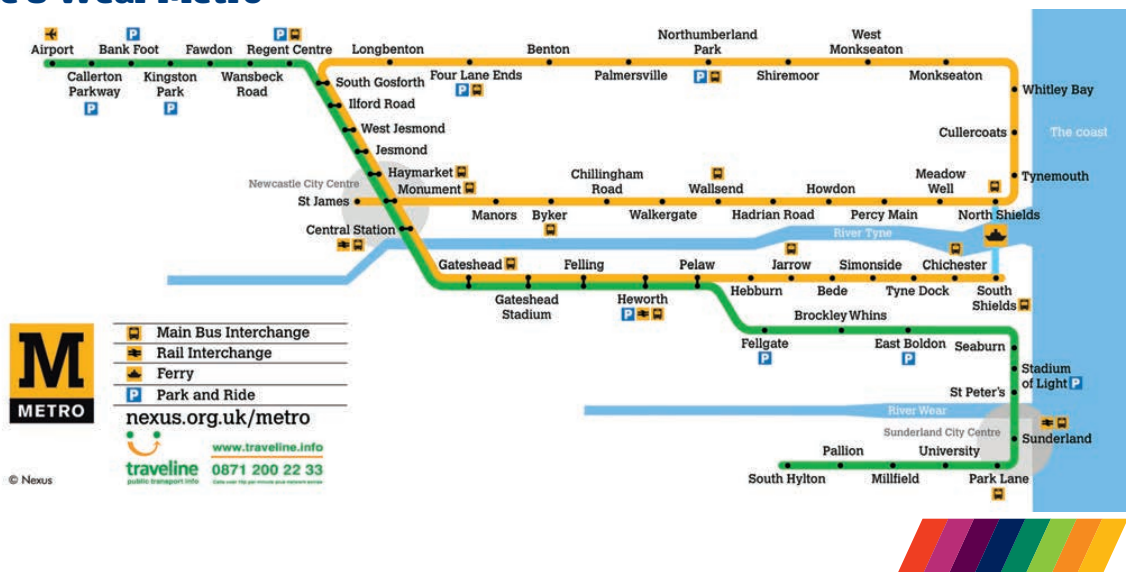 Wear Metro
Airport
Bank Foot
Fawdon
Regent Centre
Longbenton
Benton
Northumberland
Park
West
Monkseaton
Callerton
Parkway
Kingston
Park
Wansbeck
Road
South Gosforth
Four Lane Ends
Palmersville
Shiremoor
Monkseaton
Ilford Road
Whitley Bay
West Jesmond
Cullercoats
The coast
Jesmond
Haymarket
Newcastle City Centre
Monument
Chillingham
Road
Wallsend
Howdon
Meadow
Well
Tynemouth
St James
Manors
Byker
Walkergate
Hadrian Road
Percy Main
North Shields
Central Station
River Tyne
Gateshead
Felling
Pelaw
Jarrow
Simonside
Chichester
Gateshead
Stadium
Heworth
Hebburn
Bede
Tyne Dock
South
Shields
Brockley Whins
Fellgate
East Boldon
Seaburn
Stadium
of Light
St Peter's
River Wear
Sunderland City Centre
Sunderland
Pallion
University
South Hylton
Millfield
Park Lane
M
METRO
Main Bus Interchange
Rail Interchange
Ferry
P Park and Ride
nexus.org.uk/metro
traveline
public transport info
www.traveline.info
0871 200 22 33
© Nexus